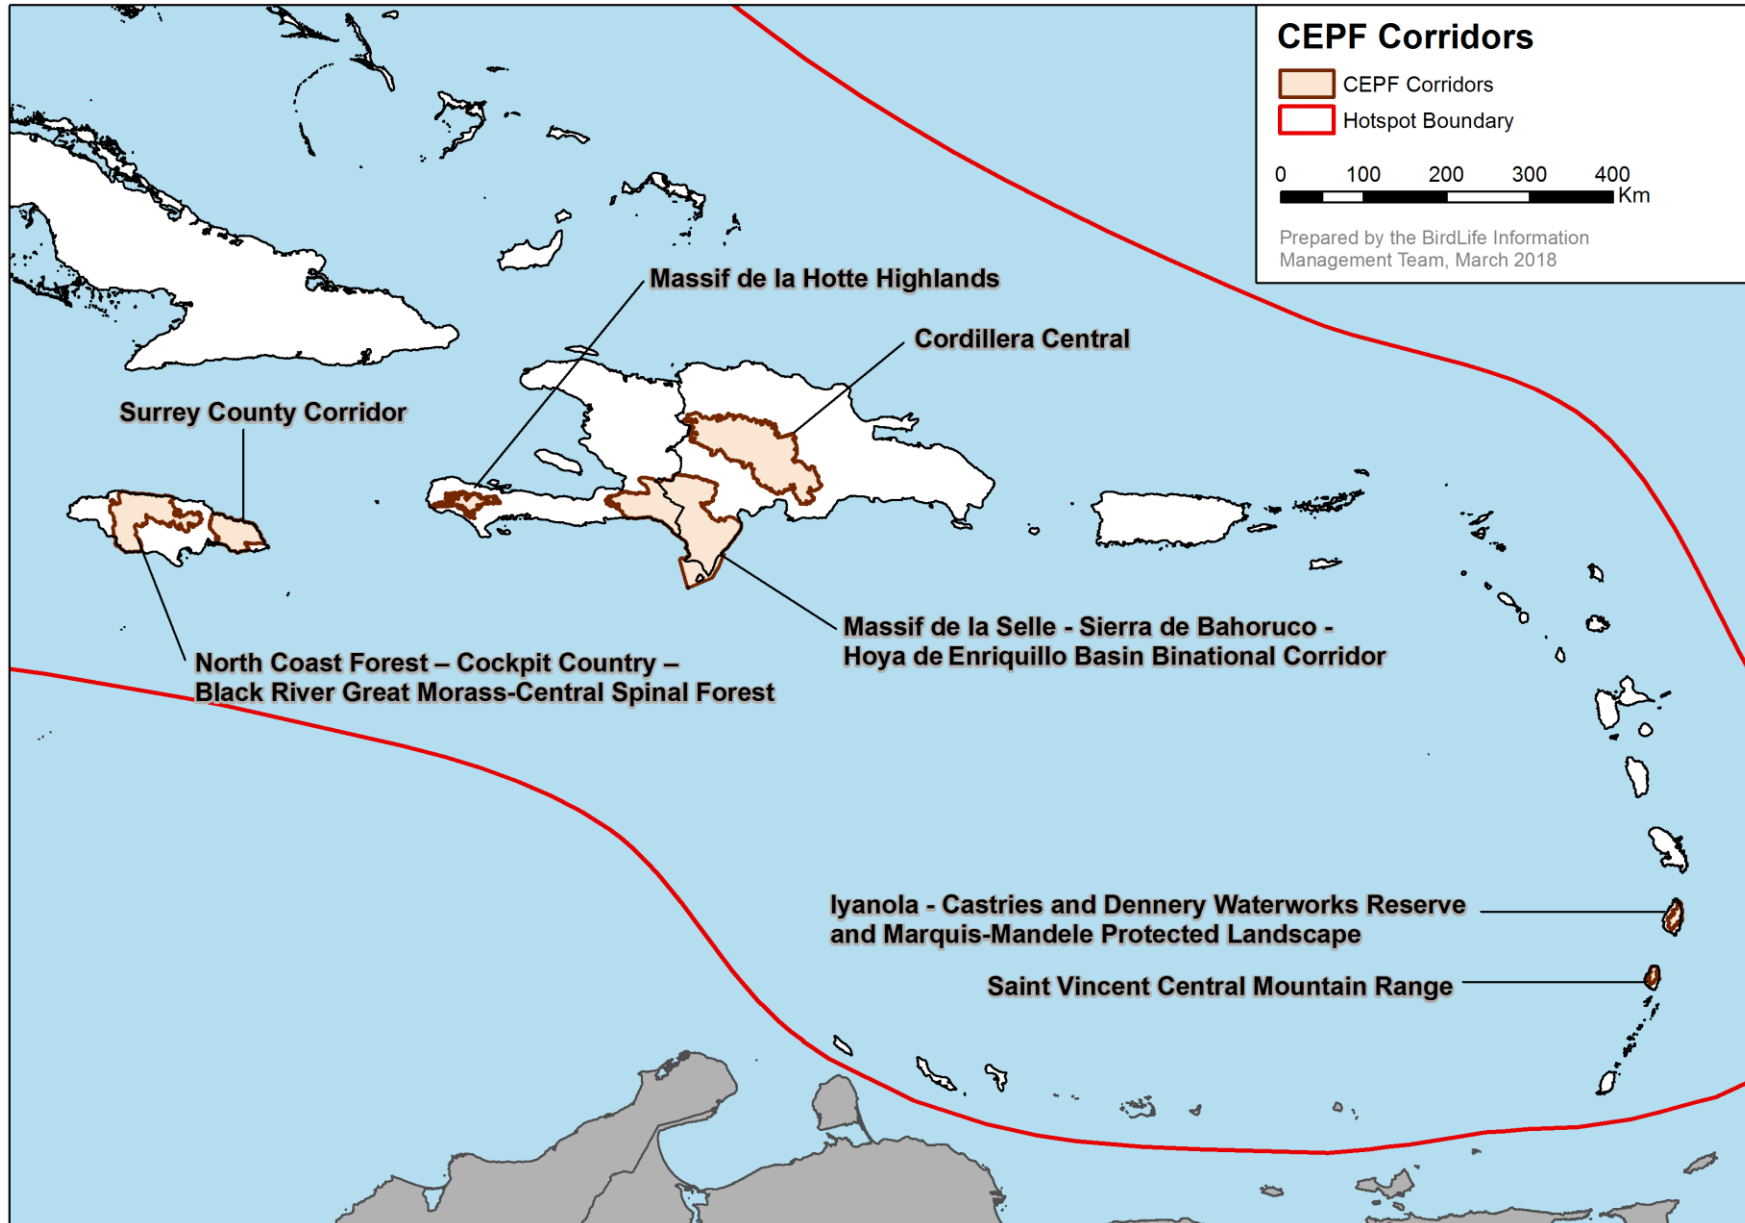 CEPF Corridors
CEPF Corridors
Hotspot Boundary
0 100 200 300 400
Km
Prepared by the BirdLife Information
Management Team, March 2018
Massif de la Hotte Highlands
Cordillera Central
Surrey County Corridor
Massif de la Selle - Sierra de Bahoruco -
Hoya de Enriquillo Basin Binational Corridor
North Coast Forest – Cockpit Country –
Black River Great Morass-Central Spinal Forest
Iyanola - Castries and Dennery Waterworks Reserve
and Marquis-Mandele Protected Landscape
Saint Vincent Central Mountain Range